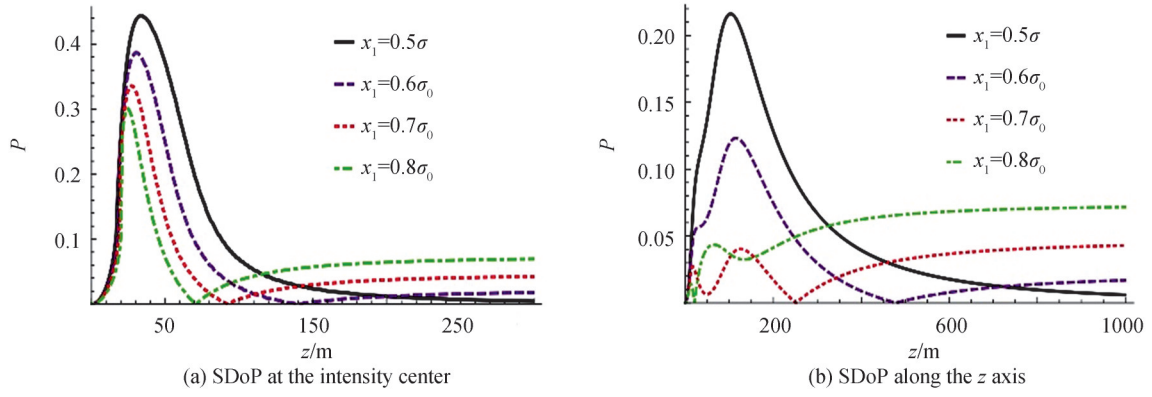 0.4
0.3
0.2
0.1
P
50
150
250
z/m
x₁=0.5σ
x₁=0.6σ₀
x₁=0.7σ₀
x₁=0.8σ₀
(a) SDoP at the intensity center
0.20
0.15
0.10
0.05
P
200
600
1000
z/m
x₁=0.5σ
x₁=0.6σ₀
x₁=0.7σ₀
x₁=0.8σ₀
(b) SDoP along the z axis